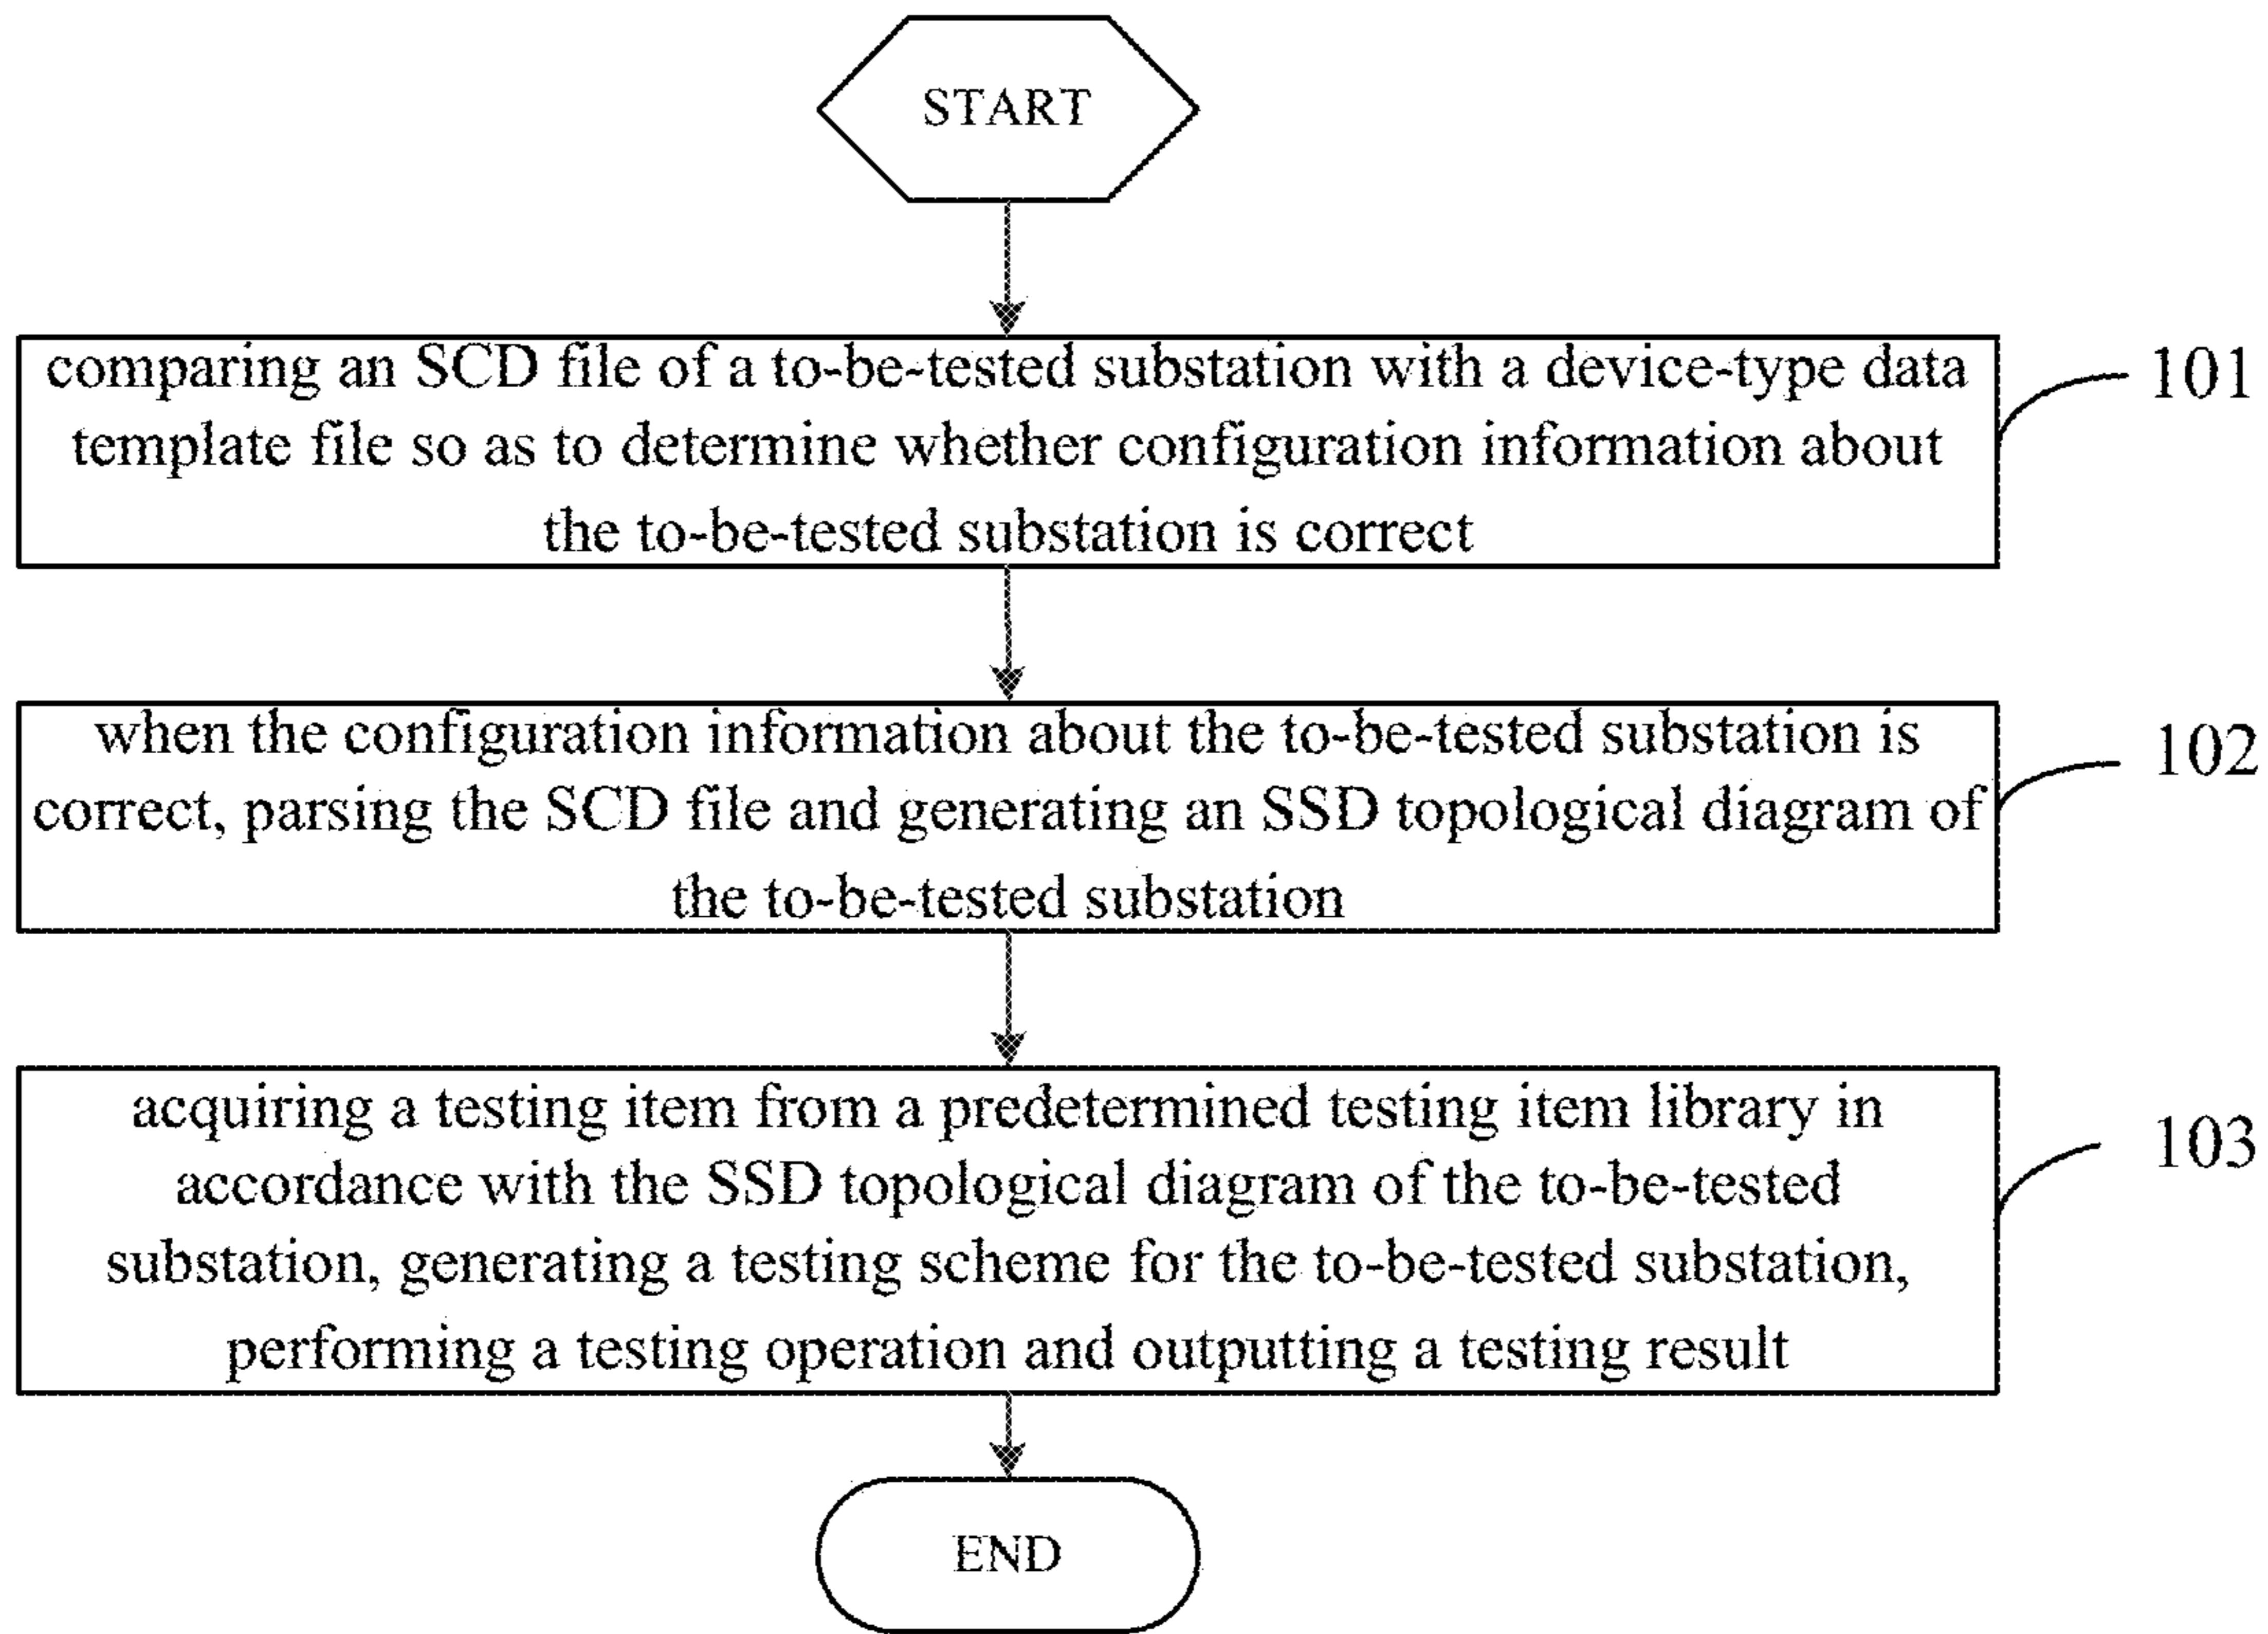 START
comparing an SCD file of a to-be-tested substation with a device-type data
template file so as to determine whether configuration information about
the to-be-tested substation is correct
101
when the configuration information about the to-be-tested substation is
correct, parsing the SCD file and generating an SSD topological diagram of
the to-be-tested substation
102
acquiring a testing item from a predetermined testing item library in
accordance with the SSD topological diagram of the to-be-tested
substation, generating a testing scheme for the to-be-tested substation,
performing a testing operation and outputting a testing result
103
END